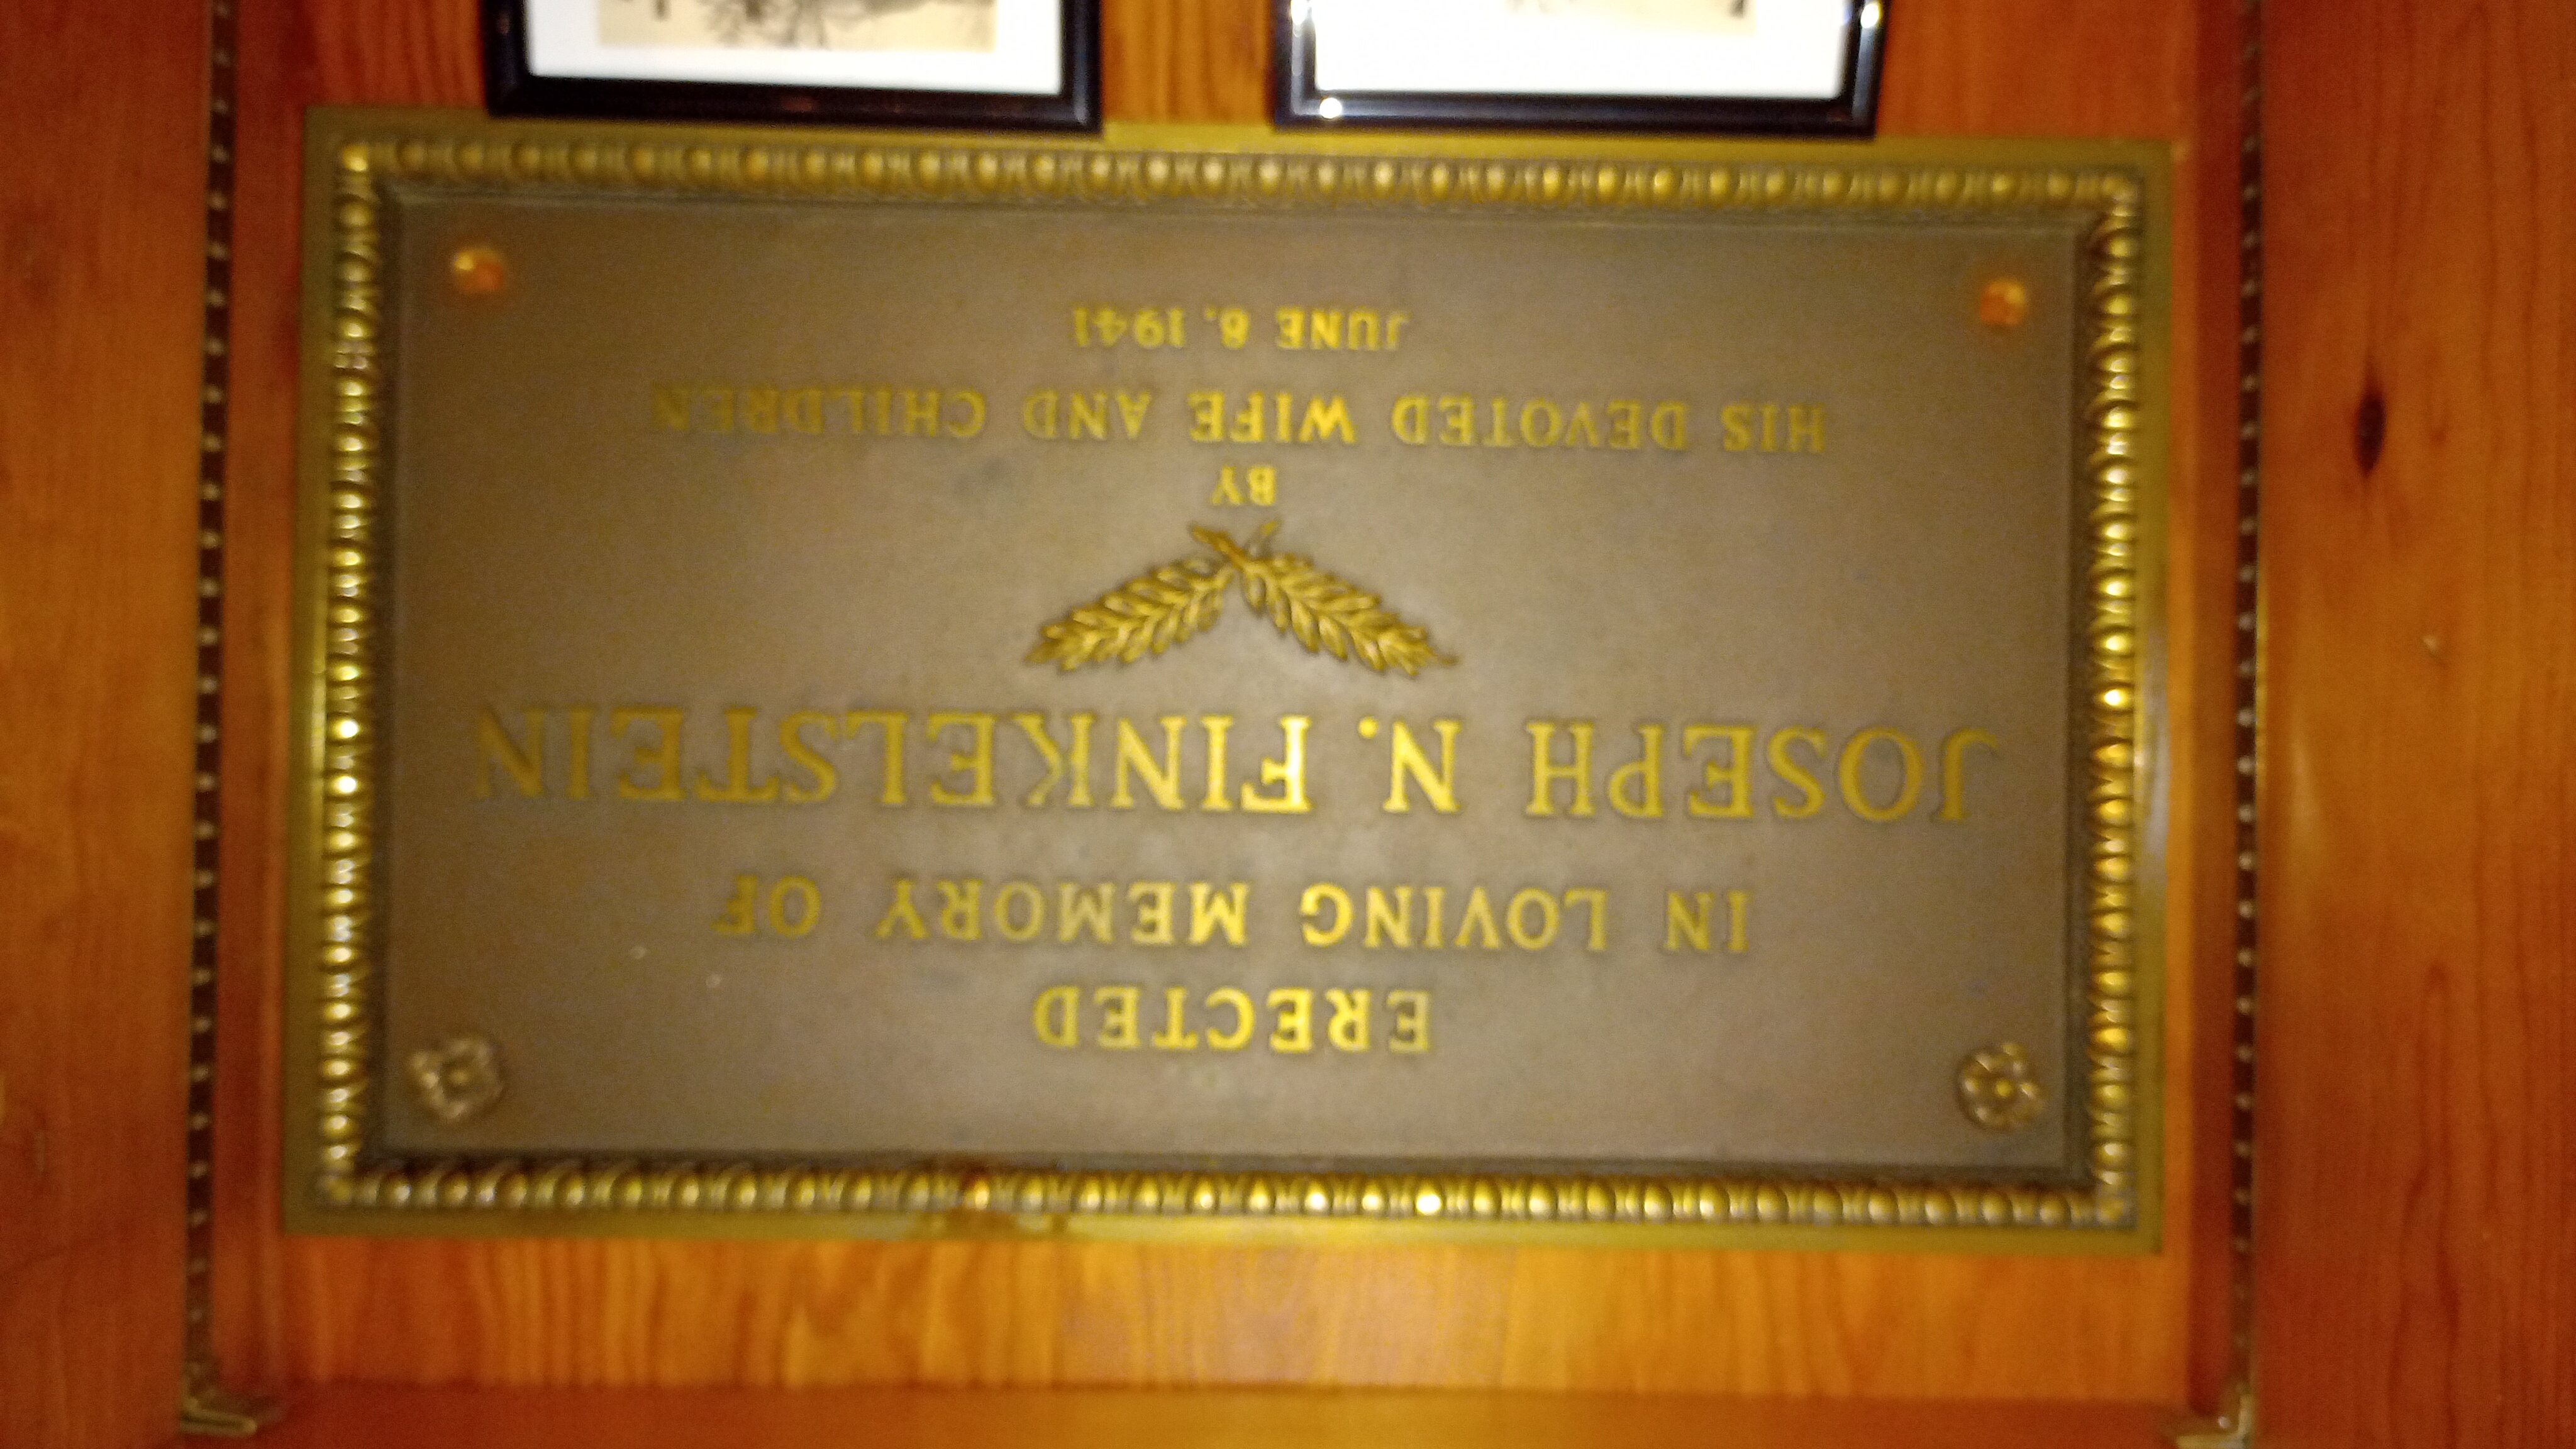 ERECTED
IN LOVING MEMORY OF
JOSEPH N. FINKELSTEIN
BY
HIS DEVOTED WIFE AND CHILDREN
JUNE 8, 1941